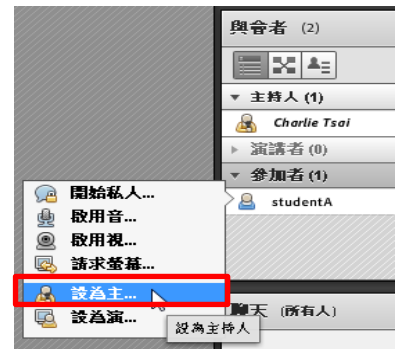 與會者 (2)
主持人 (1)
Charlie Tsai
演講者 (0)
參加者 (1)
studentA
開始私人...
啟用音...
啟用視...
請求螢幕...
設為主...
設為演...
設為主持人
聊天 (所有人)